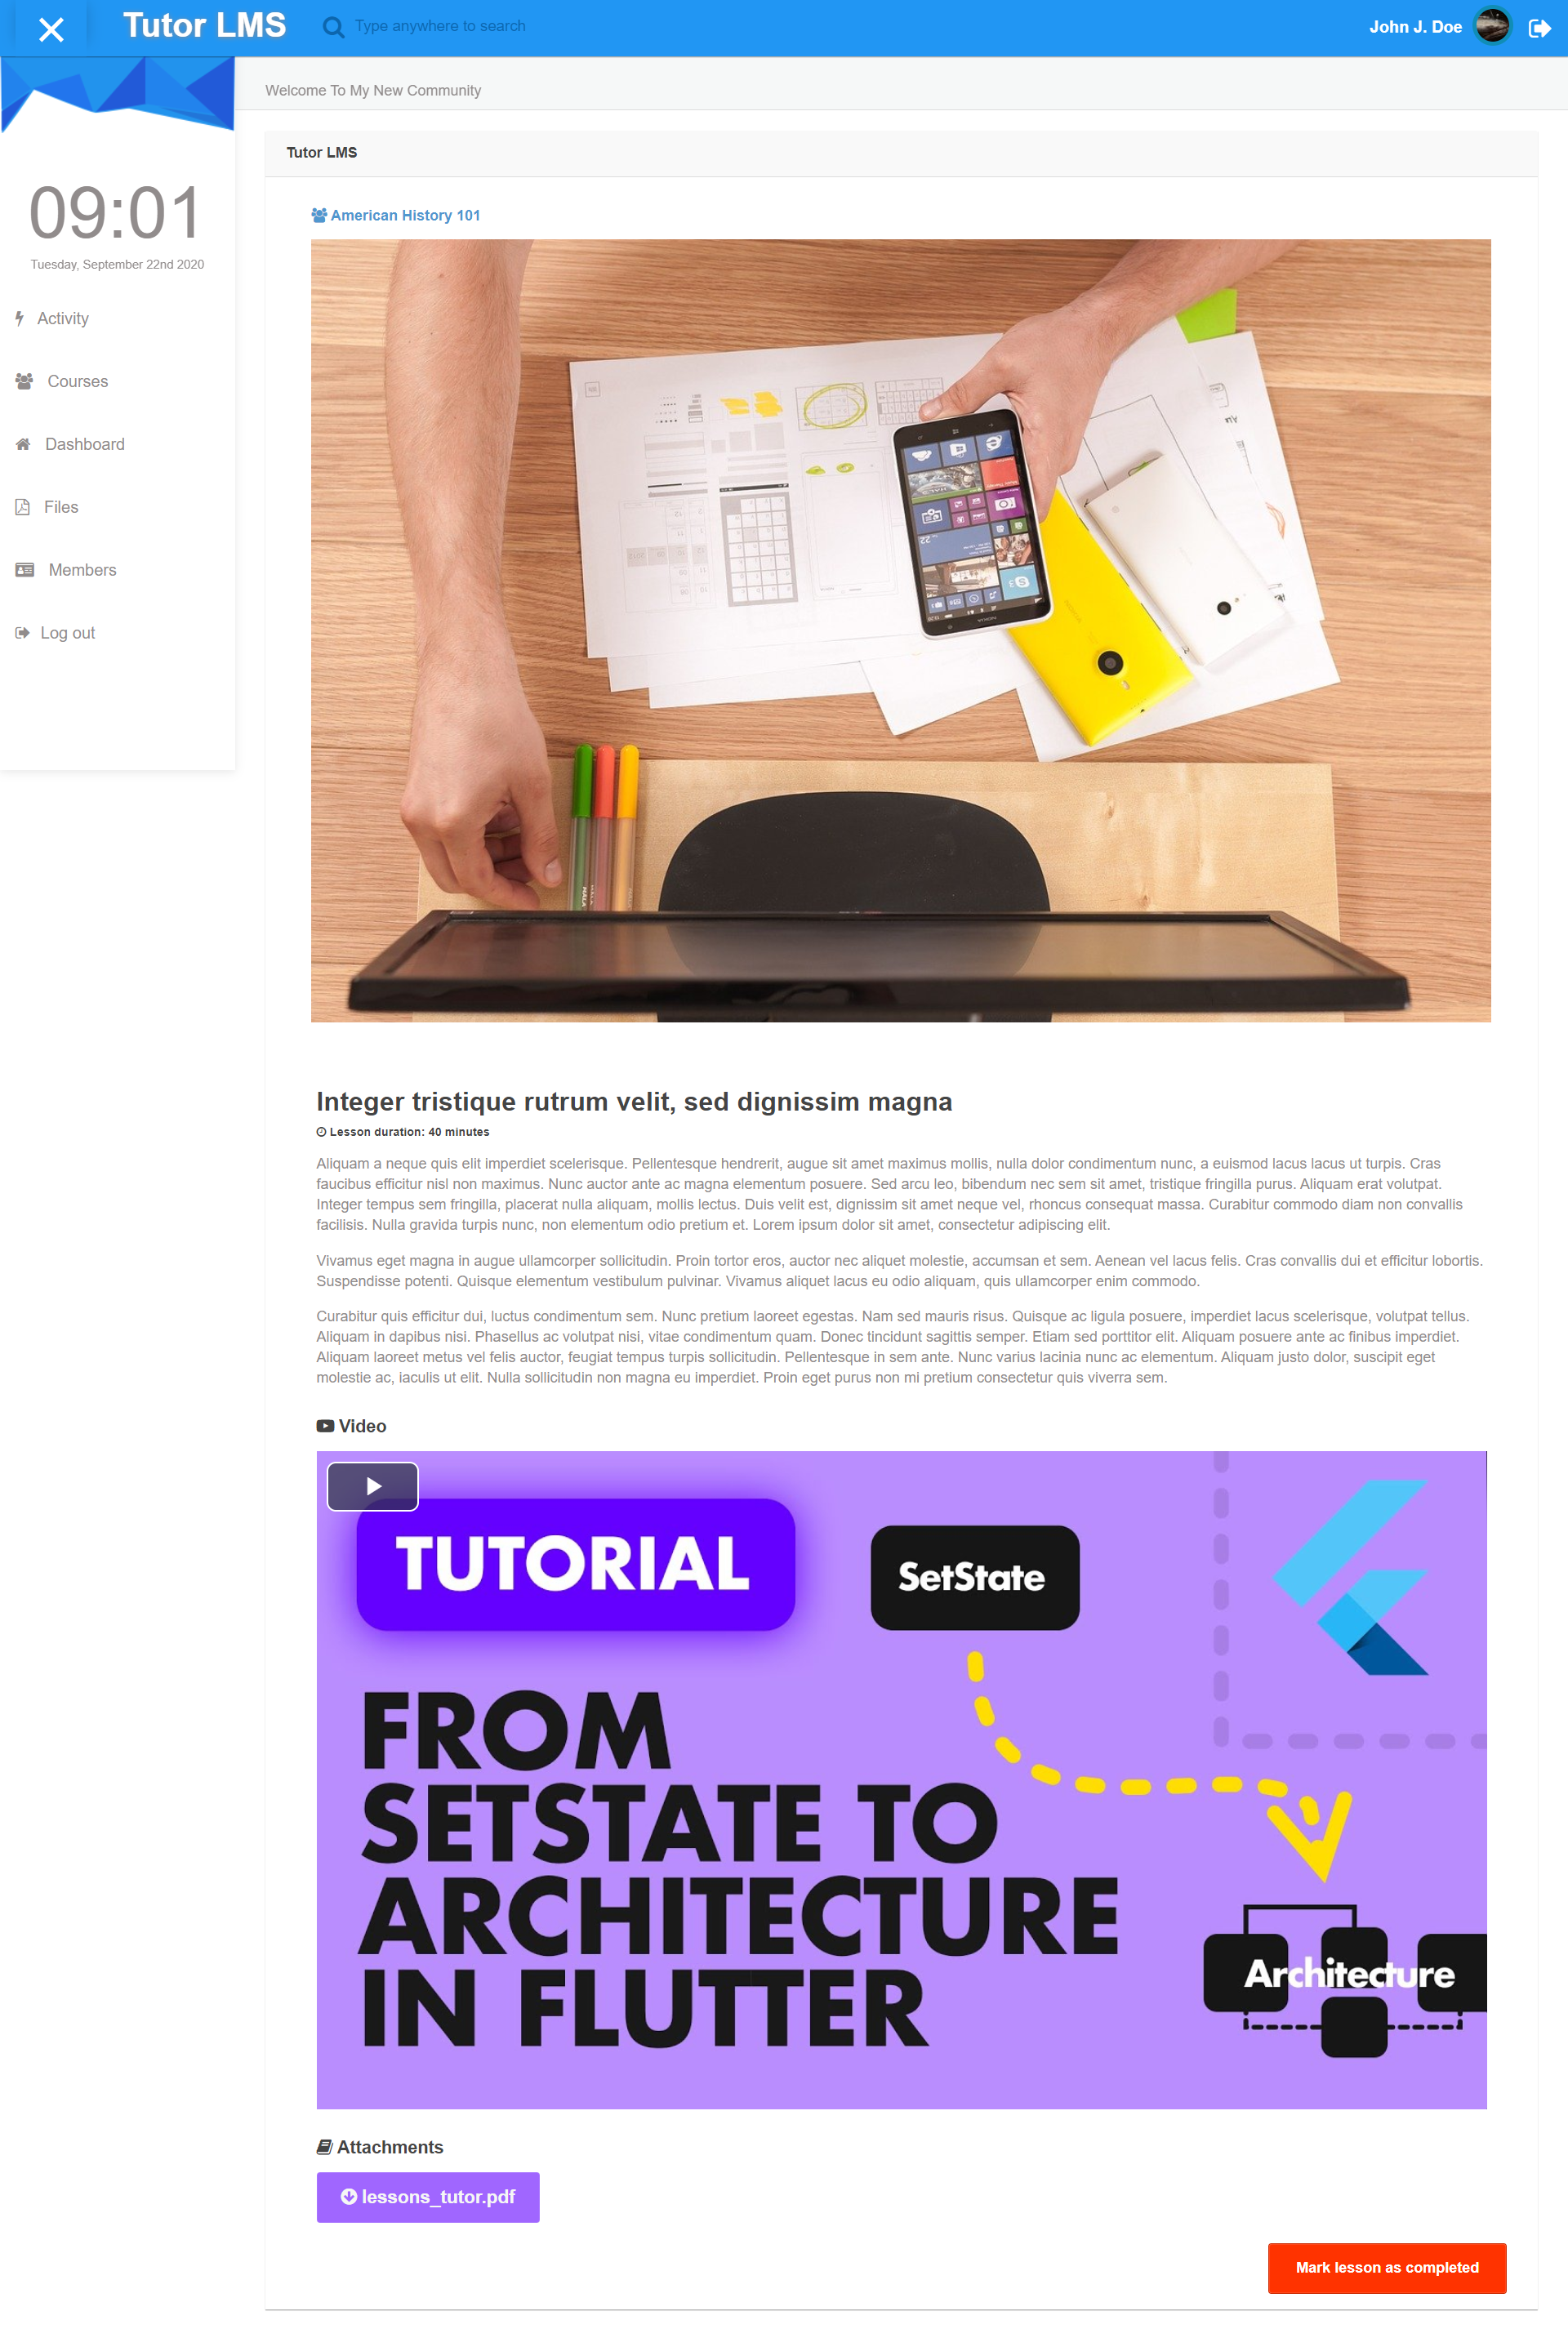 Tutor LMS
Type anywhere to search
John J. Doe
Welcome To My New Community
09:01
Tuesday, September 22nd 2020
Activity
Courses
Dashboard
Files
Members
Log out
Tutor LMS
American History 101
Integer tristique rutrum velit, sed dignissim magna
Lesson duration: 40 minutes
Aliquam a neque quis elit imperdiet scelerisque. Pellentesque hendrerit, augue sit amet maximus mollis, nulla dolor condimentum nunc, a euismod lacus lacus ut turpis. Cras
faucibus efficitur nisl non maximus. Nunc auctor ante ac magna elementum posuere. Sed arcu leo, bibendum nec sem sit amet, tristique fringilla purus. Aliquam erat volutpat.
Integer tempus sem fringilla, placerat nulla aliquam, mollis lectus. Duis velit est, dignissim sit amet neque vel, rhoncus consequat massa. Curabitur commodo diam non convallis
facilisis. Nulla gravida turpis nunc, non elementum odio pretium et. Lorem ipsum dolor sit amet, consectetur adipiscing elit.
Vivamus eget magna in augue ullamcorper sollicitudin. Proin tortor eros, auctor nec aliquet molestie, accumsan et sem. Aenean vel lacus felis. Cras convallis dui et efficitur lobortis.
Suspendisse potenti. Quisque elementum vestibulum pulvinar. Vivamus aliquet lacus eu odio aliquam, quis ullamcorper enim commodo.
Curabitur quis efficitur dui, luctus condimentum sem. Nunc pretium laoreet egestas. Nam sed mauris risus. Quisque ac ligula posuere, imperdiet lacus scelerisque, volutpat tellus.
Aliquam in dapibus nisi. Phasellus ac volutpat nisi, vitae condimentum quam. Donec tincidunt sagittis semper. Etiam sed porttitor elit. Aliquam posuere ante ac finibus imperdiet.
Aliquam laoreet metus vel felis auctor, feugiat tempus turpis sollicitudin. Pellentesque in sem ante. Nunc varius lacinia nunc ac elementum. Aliquam justo dolor, suscipit eget
molestie ac, iaculis ut elit. Nulla sollicitudin non magna eu imperdiet. Proin eget purus non mi pretium consectetur quis viverra sem.
Video
TUTORIAL
SetState
FROM
SETSTATE TO
ARCHITECTURE
IN FLUTTER
Architecture
Attachments
lessons_tutor.pdf
Mark lesson as completed